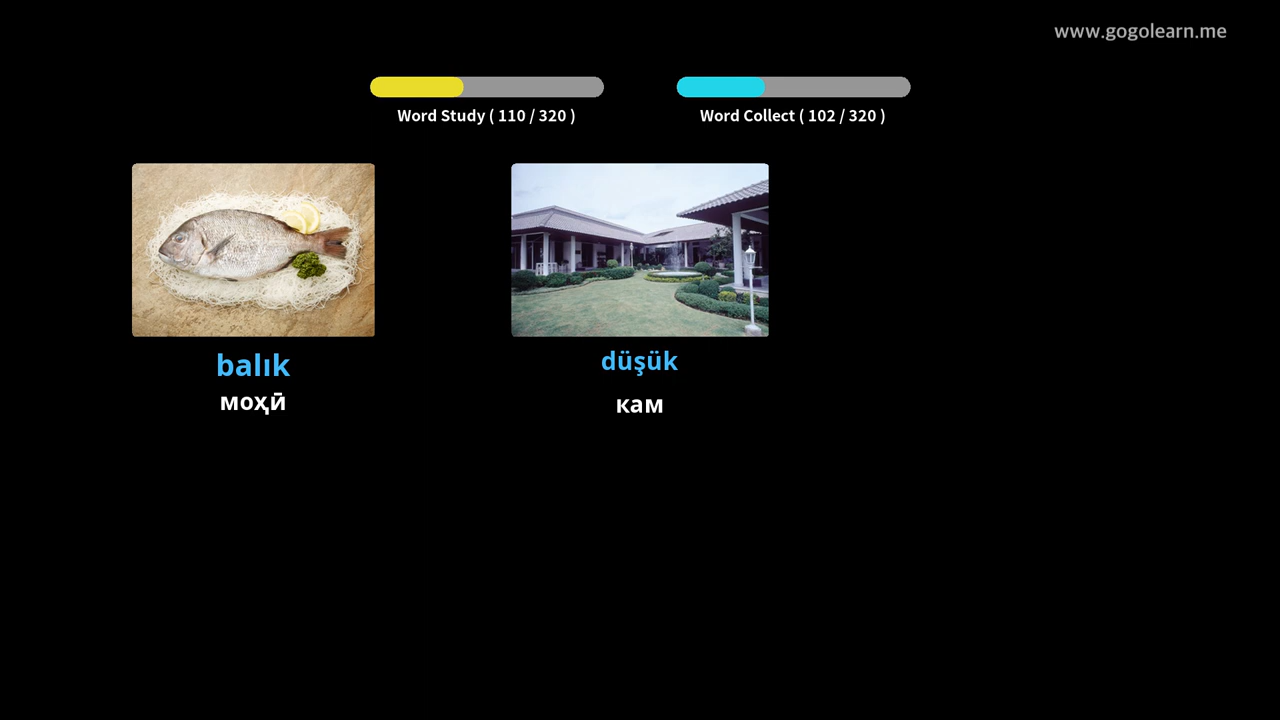 www.gogolearn.me
Word Study ( 110 / 320 )
Word Collect ( 102 / 320 )
balık
моҳӣ
düşük
кам